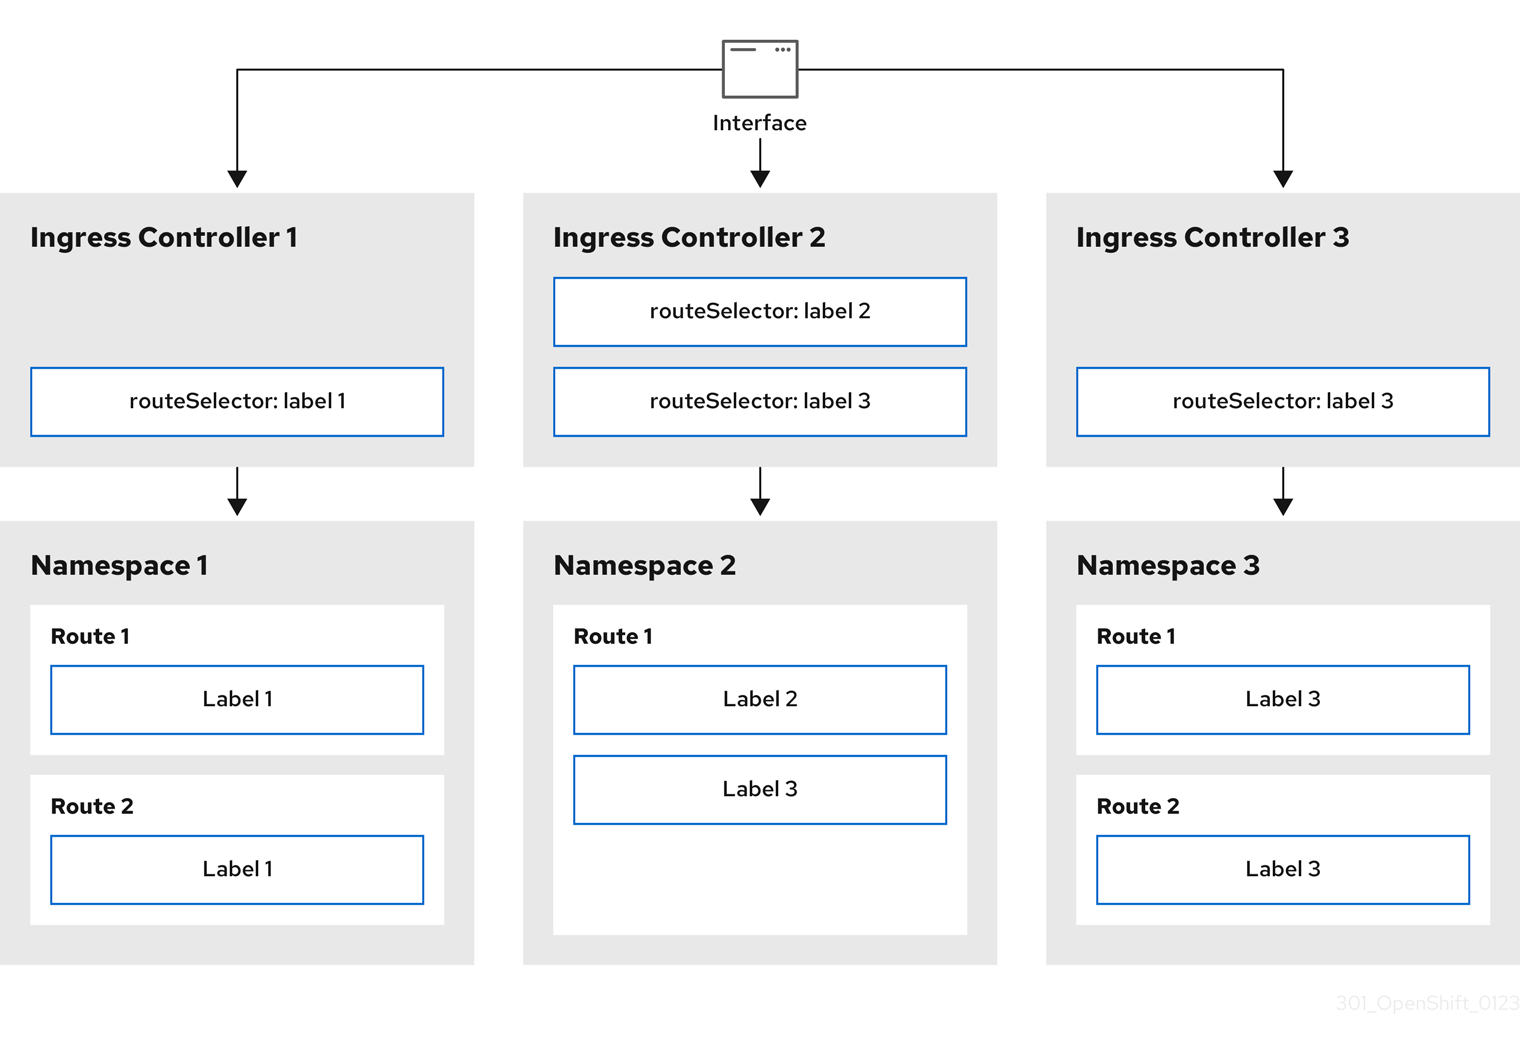 Interface
Ingress Controller 1
routeSelector: label 1
Ingress Controller 2
routeSelector: label 2
routeSelector: label 3
Ingress Controller 3
routeSelector: label 3
Namespace 1
Route 1
Label 1
Route 2
Label 1
Namespace 2
Route 1
Label 2
Label 3
Namespace 3
Route 1
Label 3
Route 2
Label 3
301_OpenShift_0123